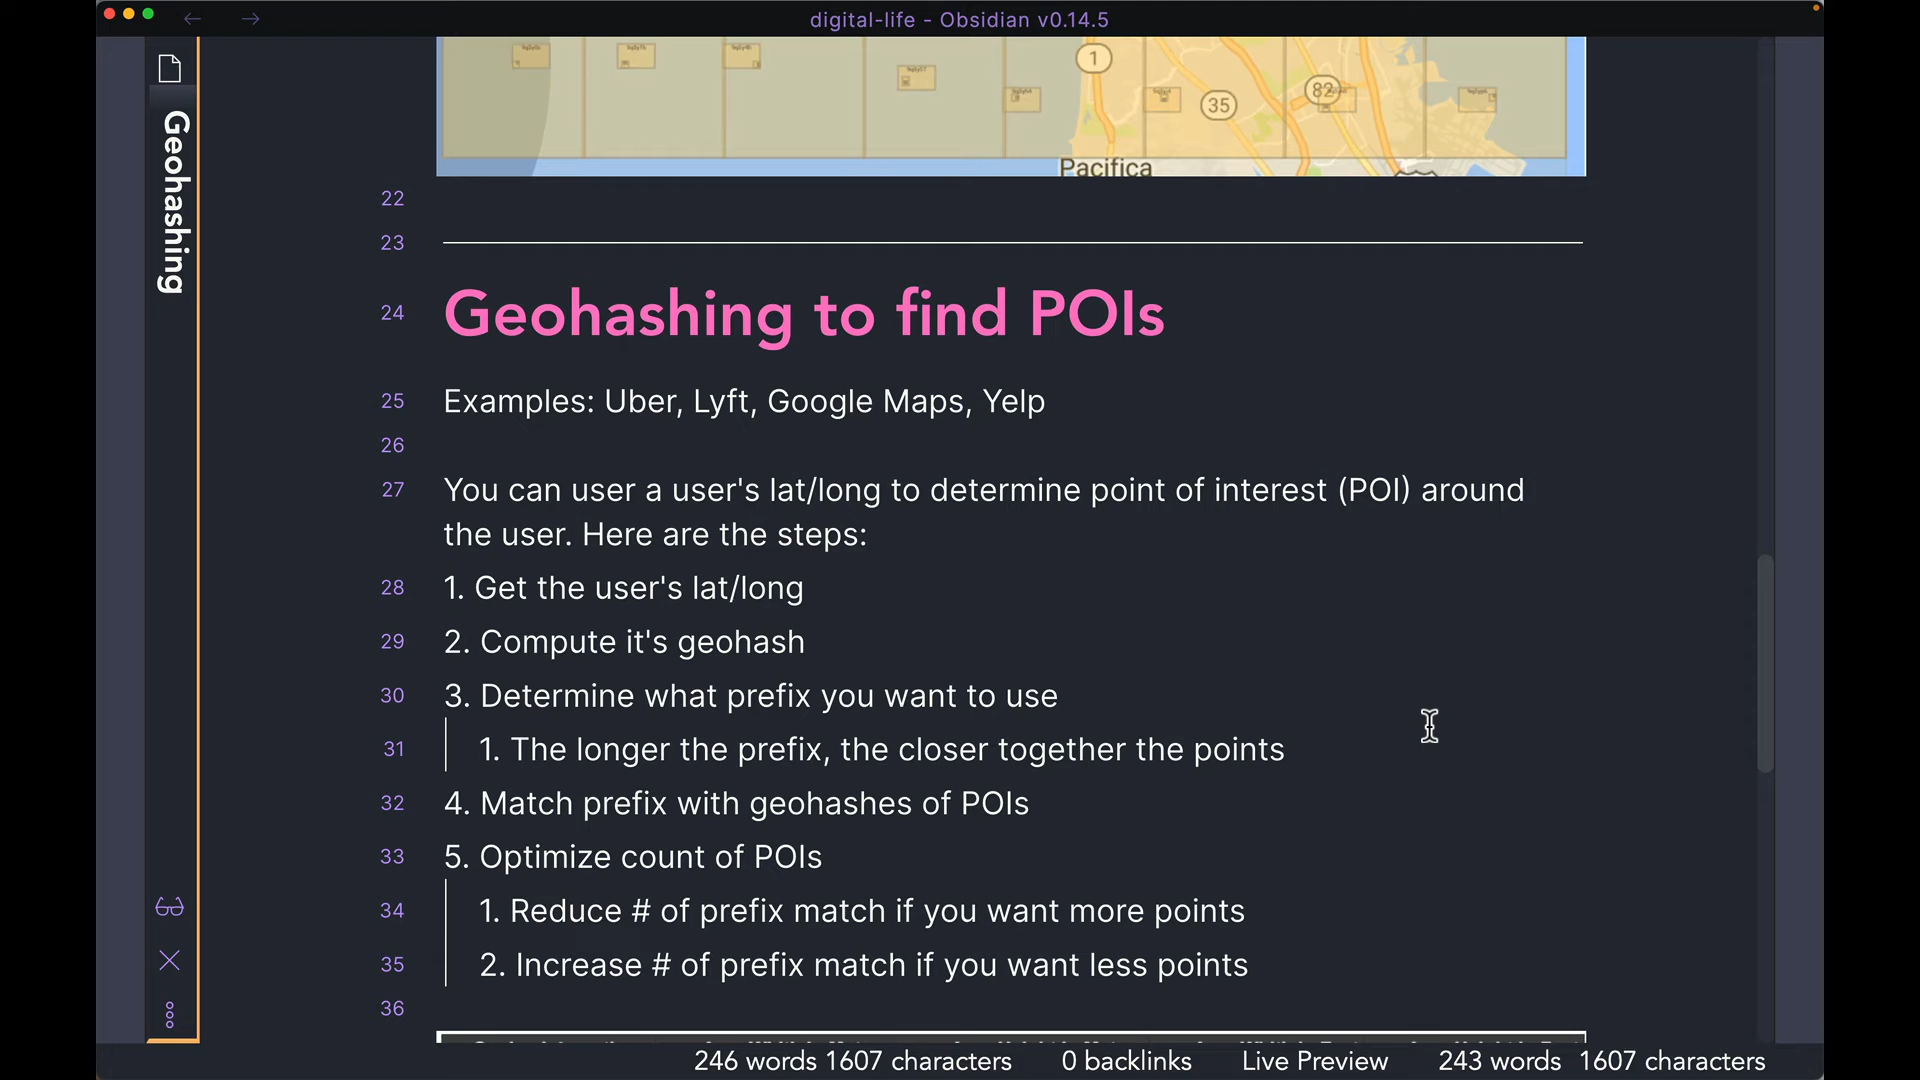 digital-life - Obsidian v0.14.5
Geohashing
1
35
82
Pacifica
22
23
24 Geohashing to find POIs
25 Examples: Uber, Lyft, Google Maps, Yelp
26
27 You can user a user's lat/long to determine point of interest (POI) around
the user. Here are the steps:
28 1. Get the user's lat/long
29 2. Compute it's geohash
30 3. Determine what prefix you want to use
31 1. The longer the prefix, the closer together the points
32 4. Match prefix with geohashes of POIs
33 5. Optimize count of POIs
34 1. Reduce # of prefix match if you want more points
35 2. Increase # of prefix match if you want less points
36
246 words 1607 characters 0 backlinks Live Preview 243 words 1607 characters